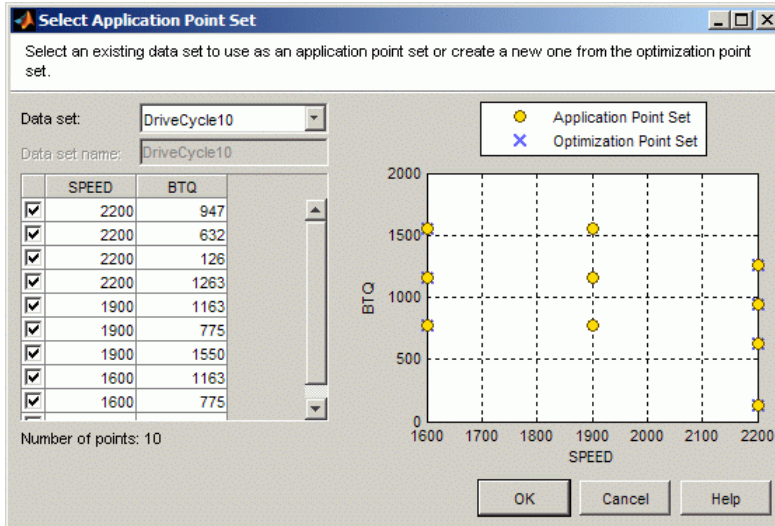 Select Application Point Set
Select an existing data set to use as an application point set or create a new one from the optimization point
set.
Data set: DriveCycle10
Data set name: DriveCycle10
SPEED BTQ
2200 947
2200 632
2200 126
2200 1263
1900 1163
1900 775
1900 1550
1600 1163
1600 775
Number of points: 10
Application Point Set
Optimization Point Set
2000
1500
1000
500
0
BTQ
1600 1700 1800 1900 2000 2100 2200
SPEED
OK Cancel Help